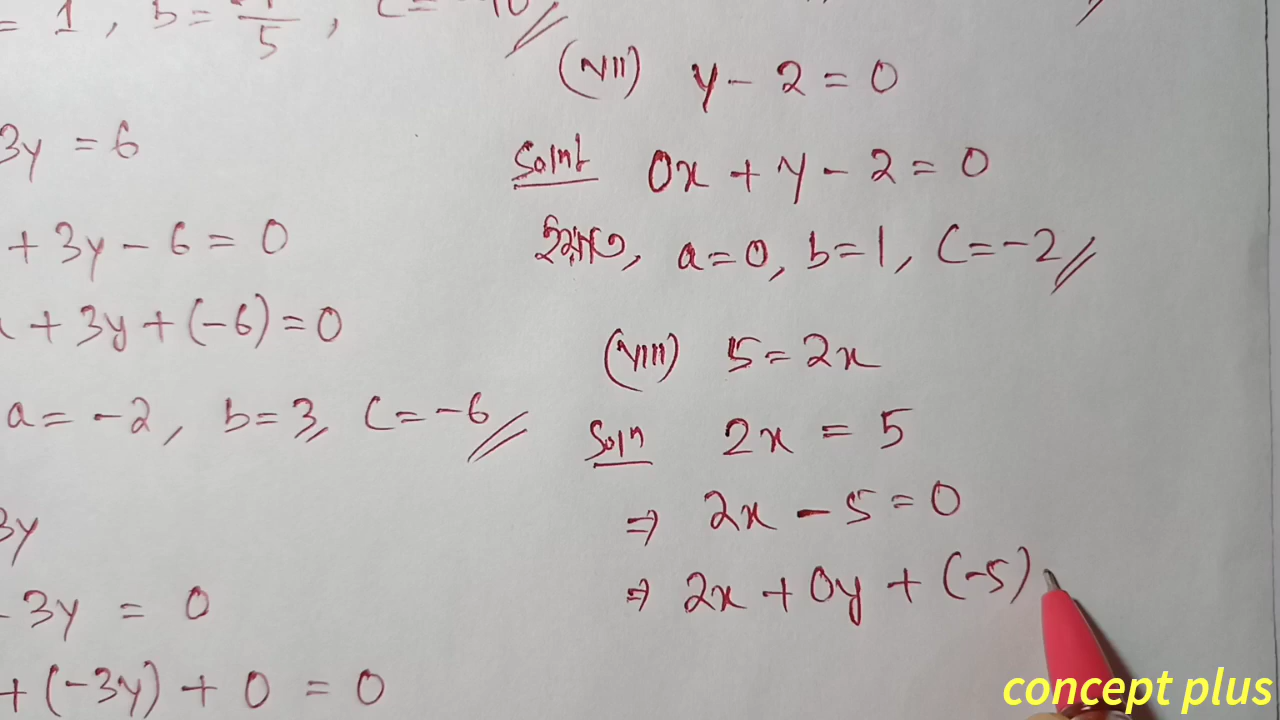 = 1, b = 5, c = -10
3y = 6
+ 3y - 6 = 0
x + 3y + (-6) = 0
a = -2, b = 3, c = -6
3y
- 3y = 0
+ (-3y) + 0 = 0
(VII) y - 2 = 0
Soln: 0x + y - 2 = 0
a = 0, b = 1, c = -2
(VIII) 5 = 2x
Soln 2x = 5
⇒ 2x - 5 = 0
⇒ 2x + 0y + (-5)
concept plus